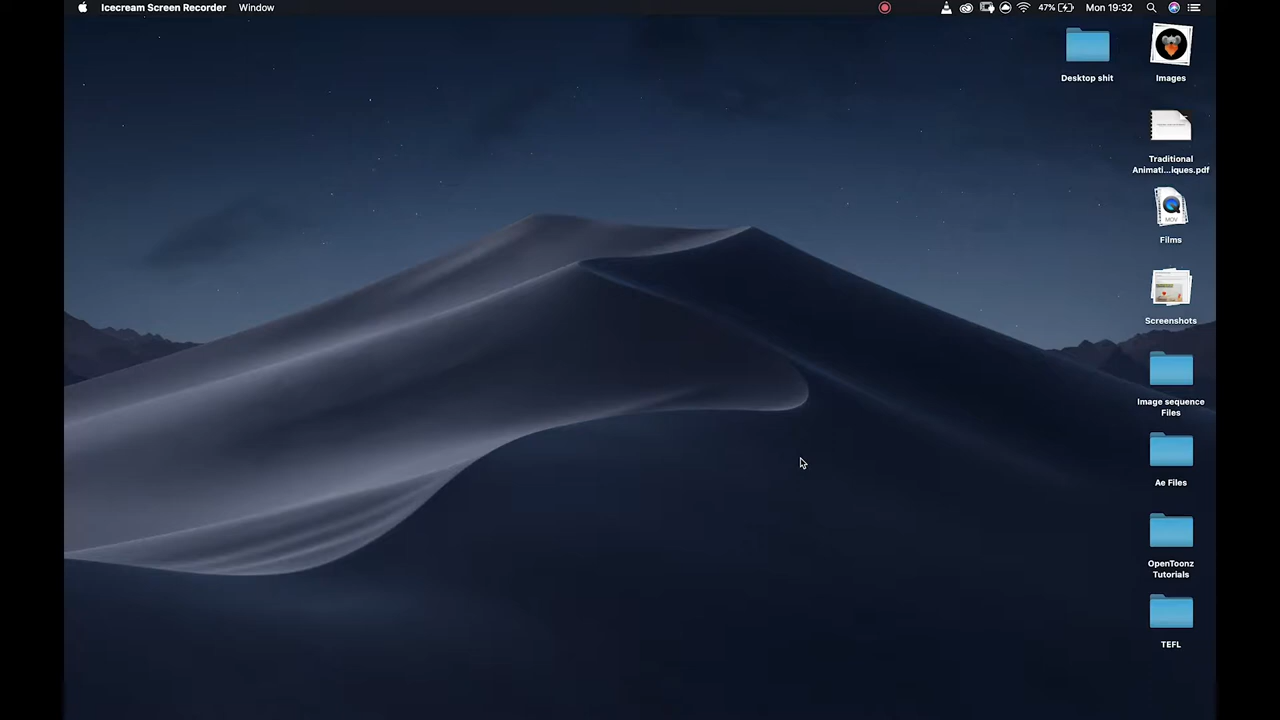 Icecream Screen Recorder Window 47% Mon 19:32
Desktop shit
Images
Traditional
Animati...iques.pdf
MOV
Films
Screenshots
Image sequence
Files
Ae Files
OpenToonz
Tutorials
TEFL